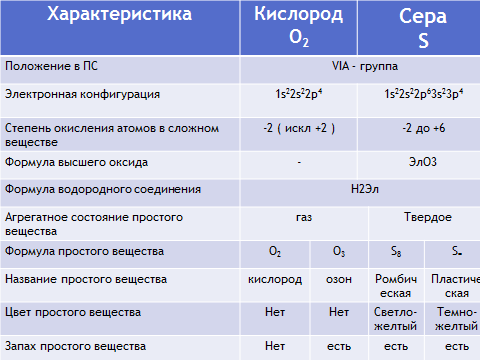 Характеристика Кислород Сера
O₂ S
Положение в ПС VIA - группа
Электронная конфигурация 1s²2s²2p⁴ 1s²2s²2p⁶3s²3p⁴
Степень окисления атомов в сложном
веществе -2 ( искл +2 ) -2 до +6
Формула высшего оксида - ЭлО3
Формула водородного соединения Н2Эл
Агрегатное состояние простого
вещества газ Твердое
Формула простого вещества O₂ O₃ S₈ S∞
Название простого вещества кислород озон Ромбич Пластиче
еская ская
Цвет простого вещества Нет Нет Светло- Темно-
желтый желтый
Запах простого вещества Нет есть есть есть